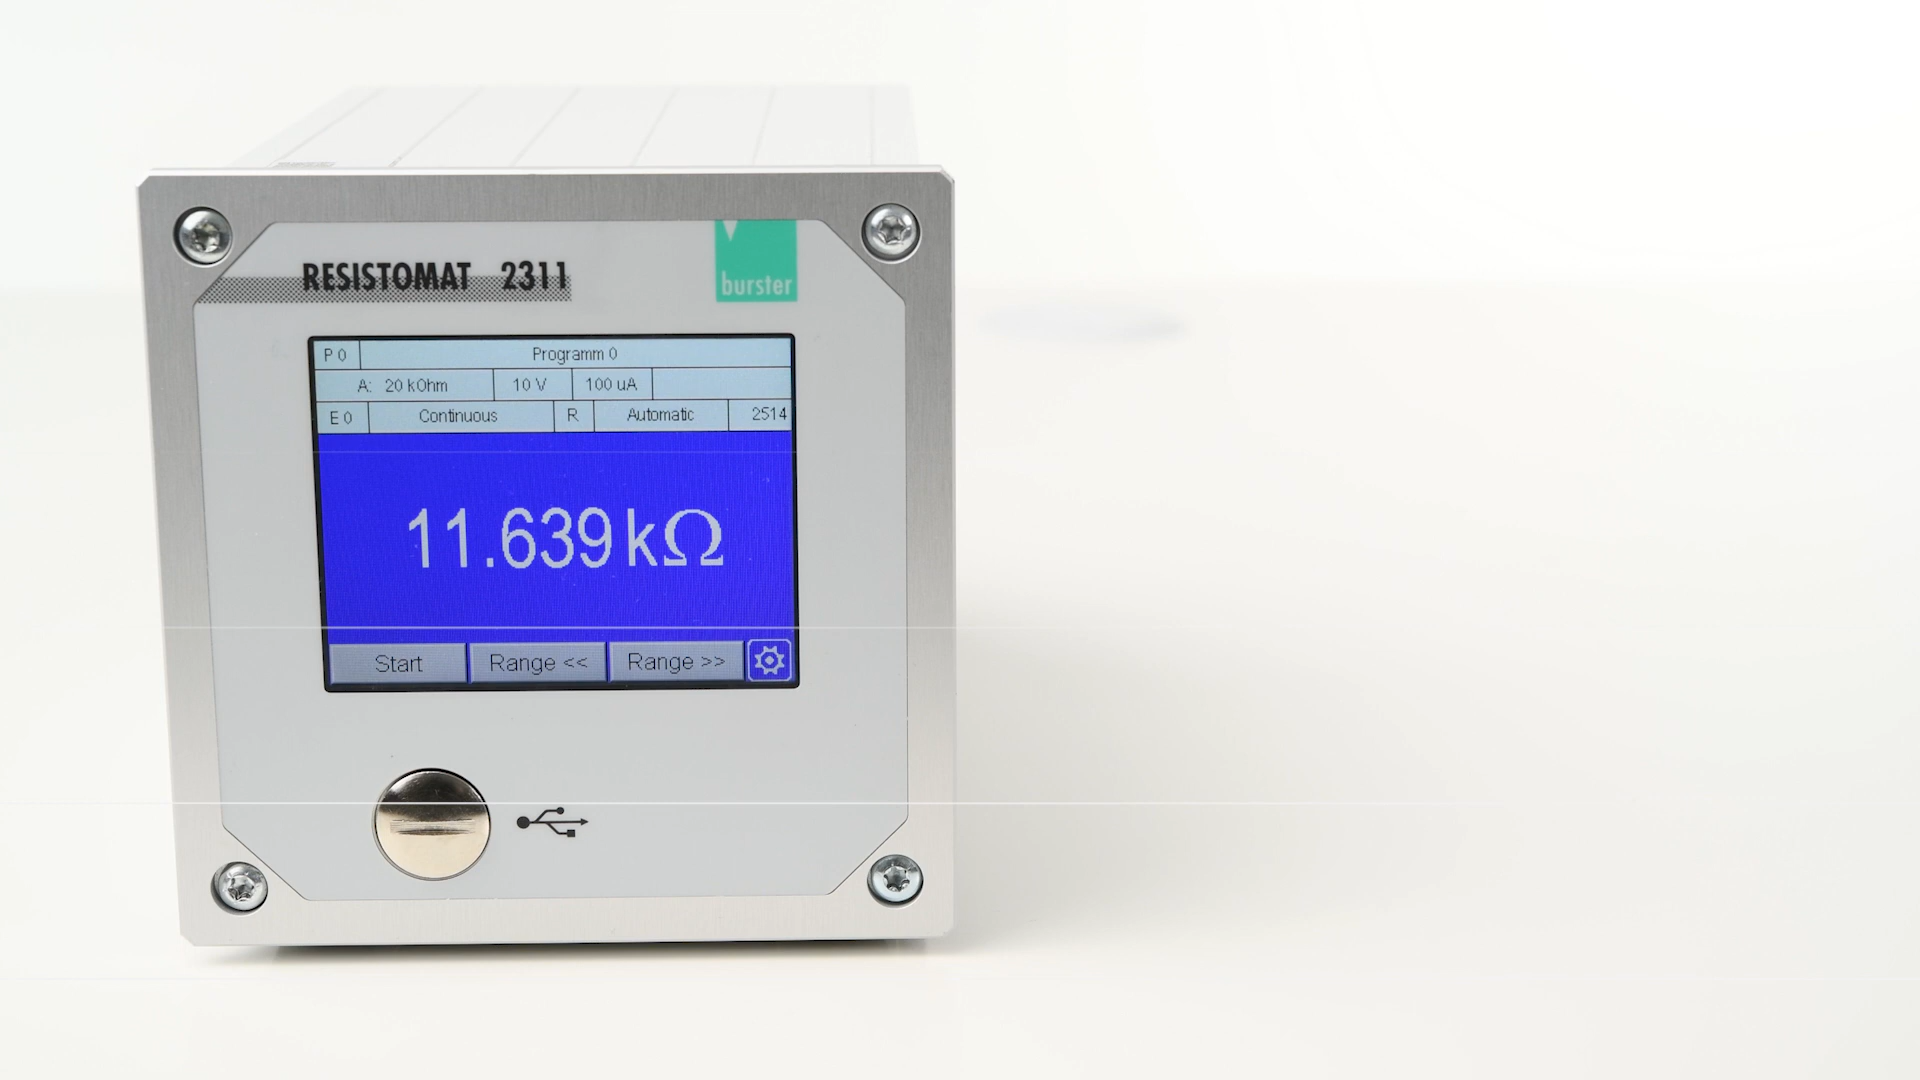 RESISTOMAT 2311
burster
P 0 Programm 0
A: 20 kOhm 10 V 100 uA
E 0 Continuous R Automatic 2514
11.639 kΩ
Start Range << Range >>